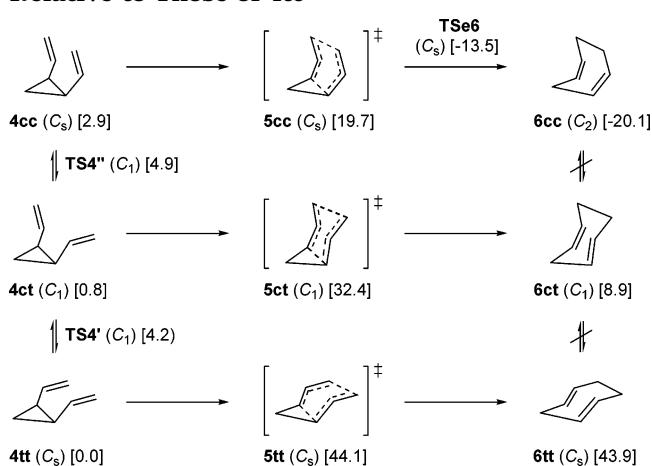 TSe6
(Cs) [-13.5]
‡
4cc (Cs) [2.9]
5cc (Cs) [19.7]
6cc (C2) [-20.1]
TS4" (C1) [4.9]
‡
4ct (C1) [0.8]
5ct (C1) [32.4]
6ct (C1) [8.9]
TS4' (C1) [4.2)
‡
4tt (Cs) [0.0]
5tt (Cs) [44.1]
6tt (Cs) [43.9]